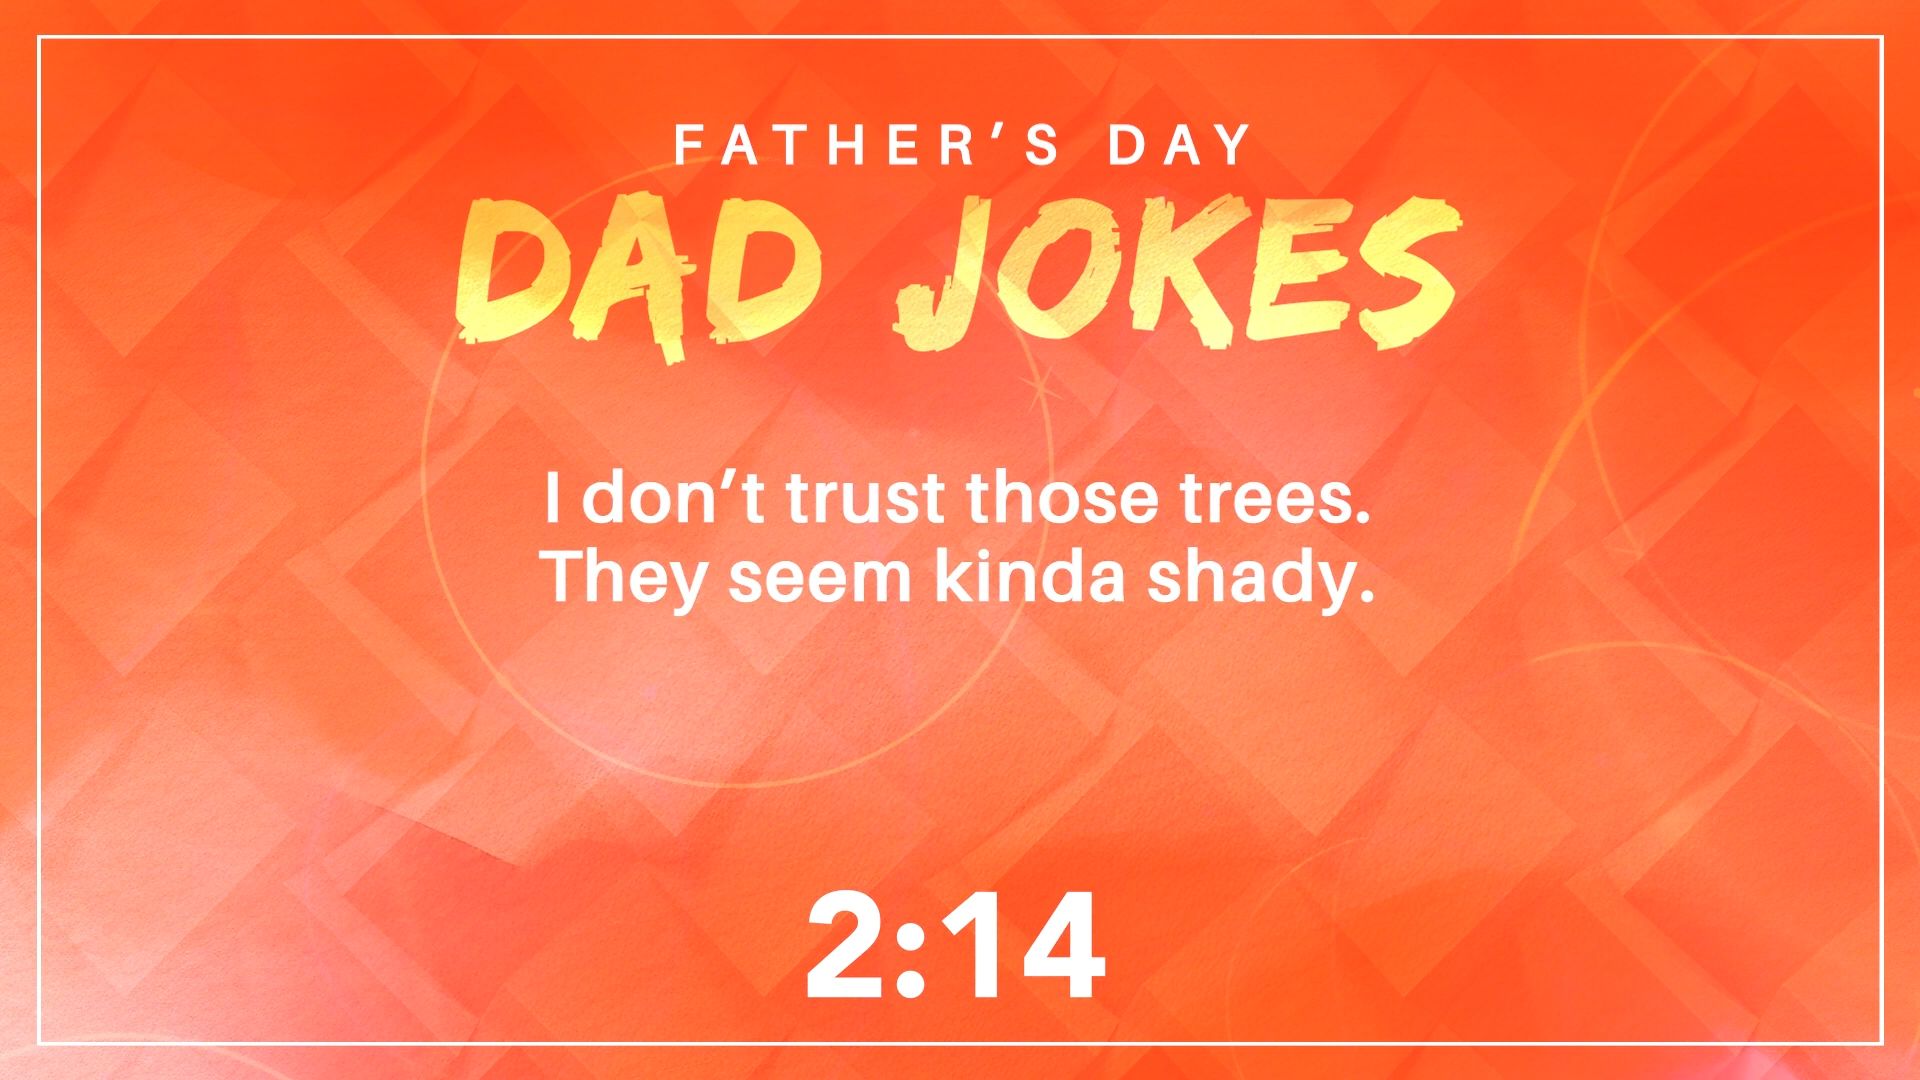 FATHER’S DAY
DAD JOKES
I don’t trust those trees.
They seem kinda shady.
2:14